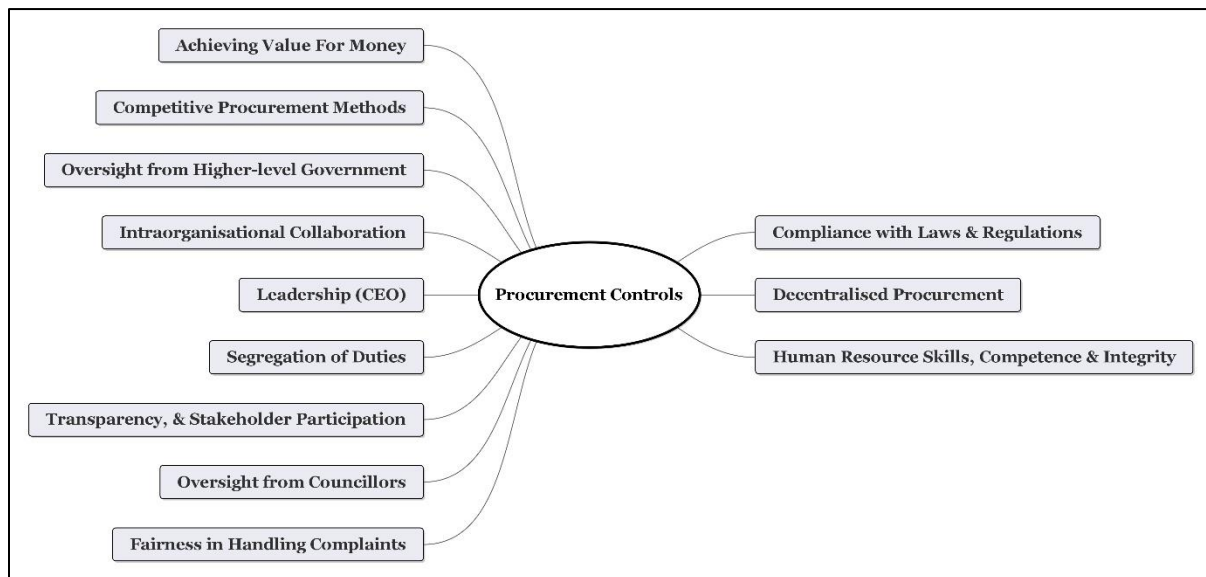 Achieving Value For Money
Competitive Procurement Methods
Oversight from Higher-level Government
Intraorganisational Collaboration
Leadership (CEO)
Segregation of Duties
Transparency, & Stakeholder Participation
Oversight from Councillors
Fairness in Handling Complaints
Procurement Controls
Compliance with Laws & Regulations
Decentralised Procurement
Human Resource Skills, Competence & Integrity